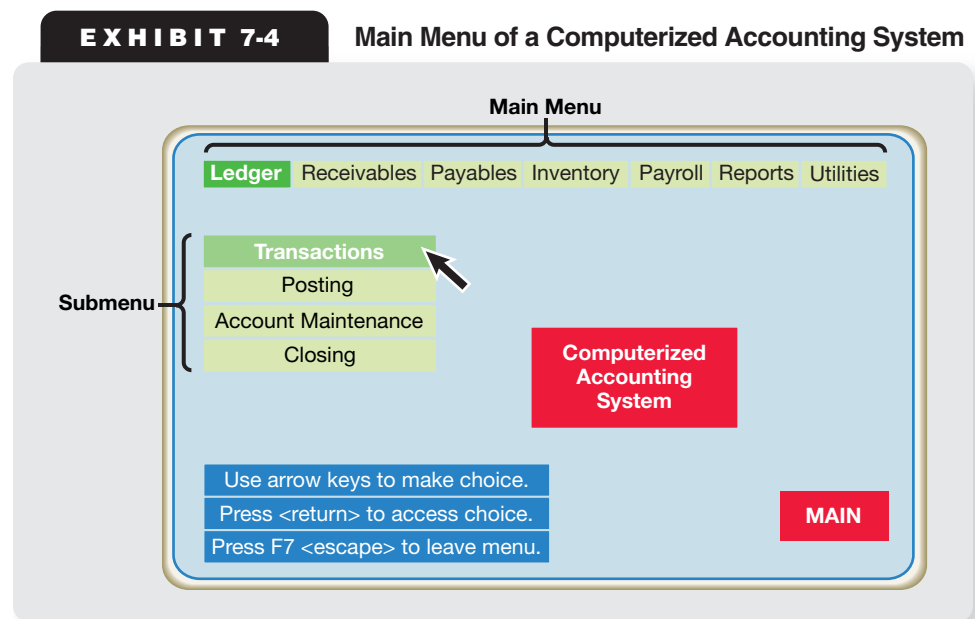 EXHIBIT 7-4
Main Menu of a Computerized Accounting System
Main Menu
Ledger Receivables Payables Inventory Payroll Reports Utilities
Submenu
Transactions
Posting
Account Maintenance
Closing
Computerized
Accounting
System
Use arrow keys to make choice.
Press <return> to access choice.
Press F7 <escape> to leave menu.
MAIN